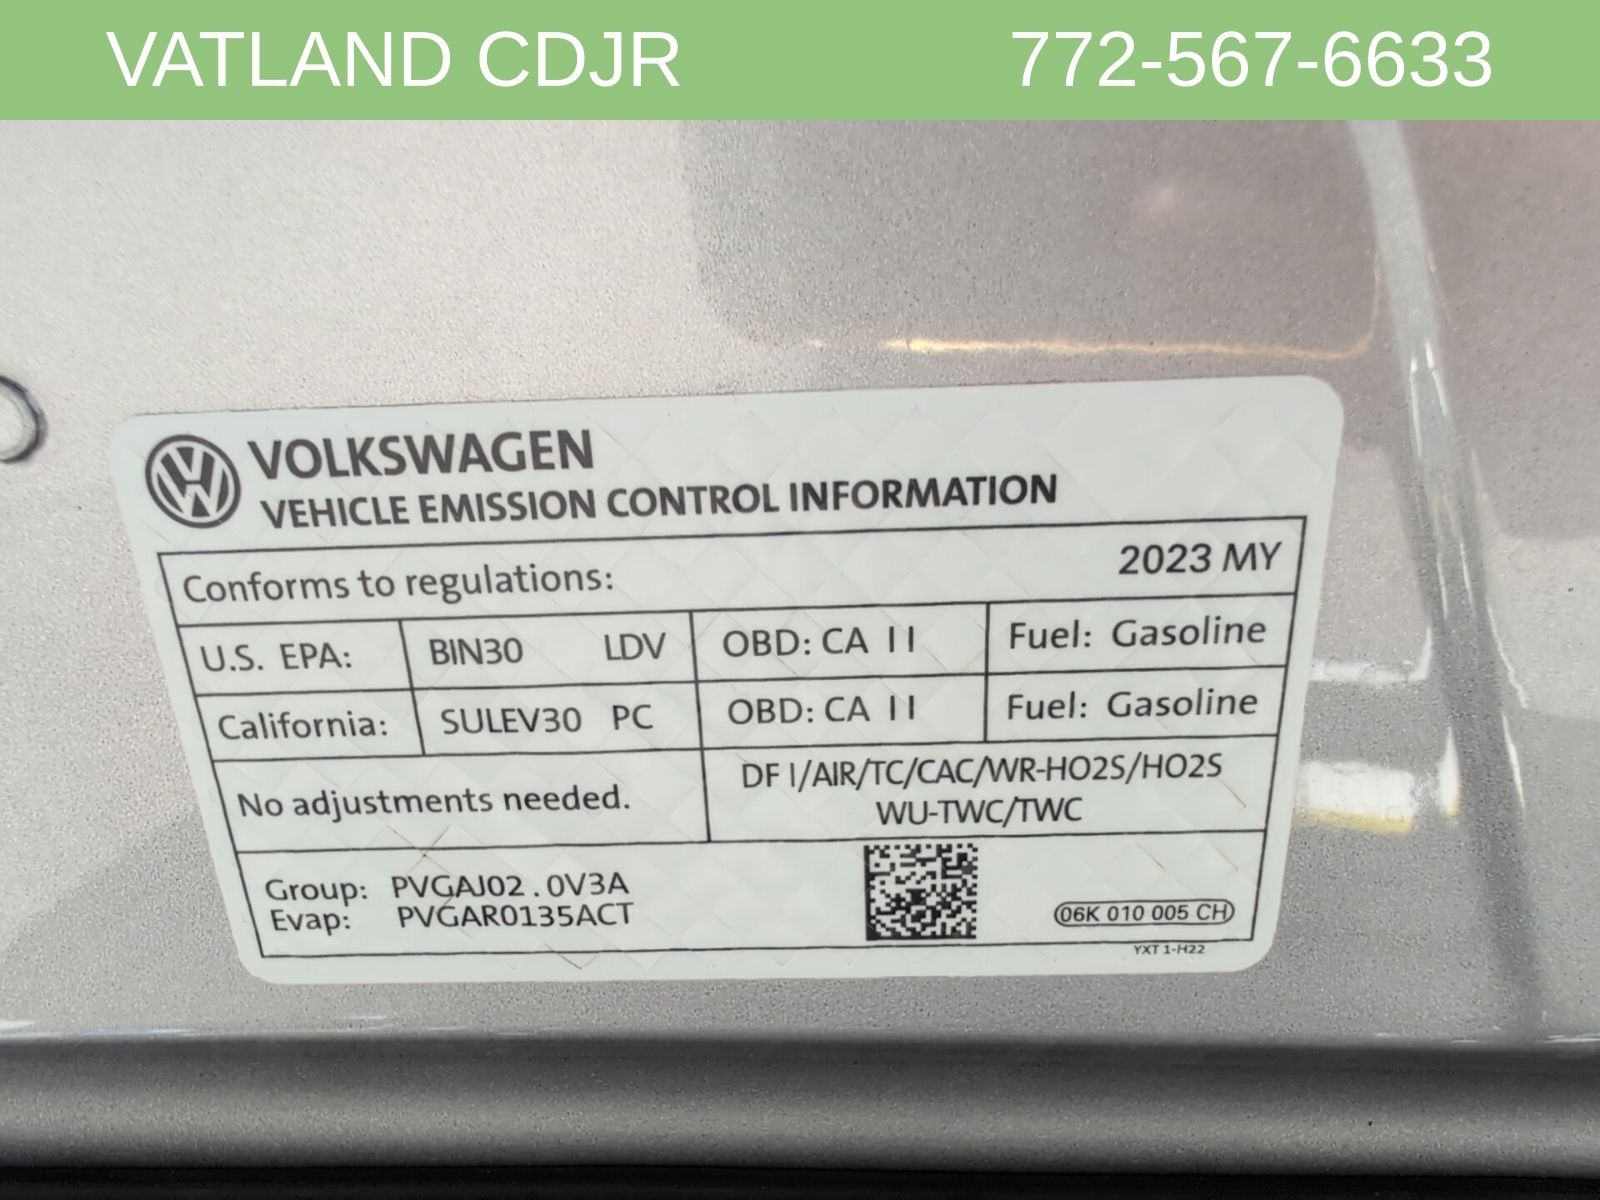 VATLAND CDJR 772-567-6633
VOLKSWAGEN
VEHICLE EMISSION CONTROL INFORMATION
Conforms to regulations: 2023 MY
U.S. EPA: BIN30 LDV OBD: CA II Fuel: Gasoline
California: SULEV30 PC OBD: CA II Fuel: Gasoline
No adjustments needed. DFI/AIR/TC/CAC/WR-HO2S/HO2S
WU-TWC/TWC
Group: PVGAJ02.0V3A
Evap: PVGAR0135ACT
06K 010 005 CH
YXT 1-H22